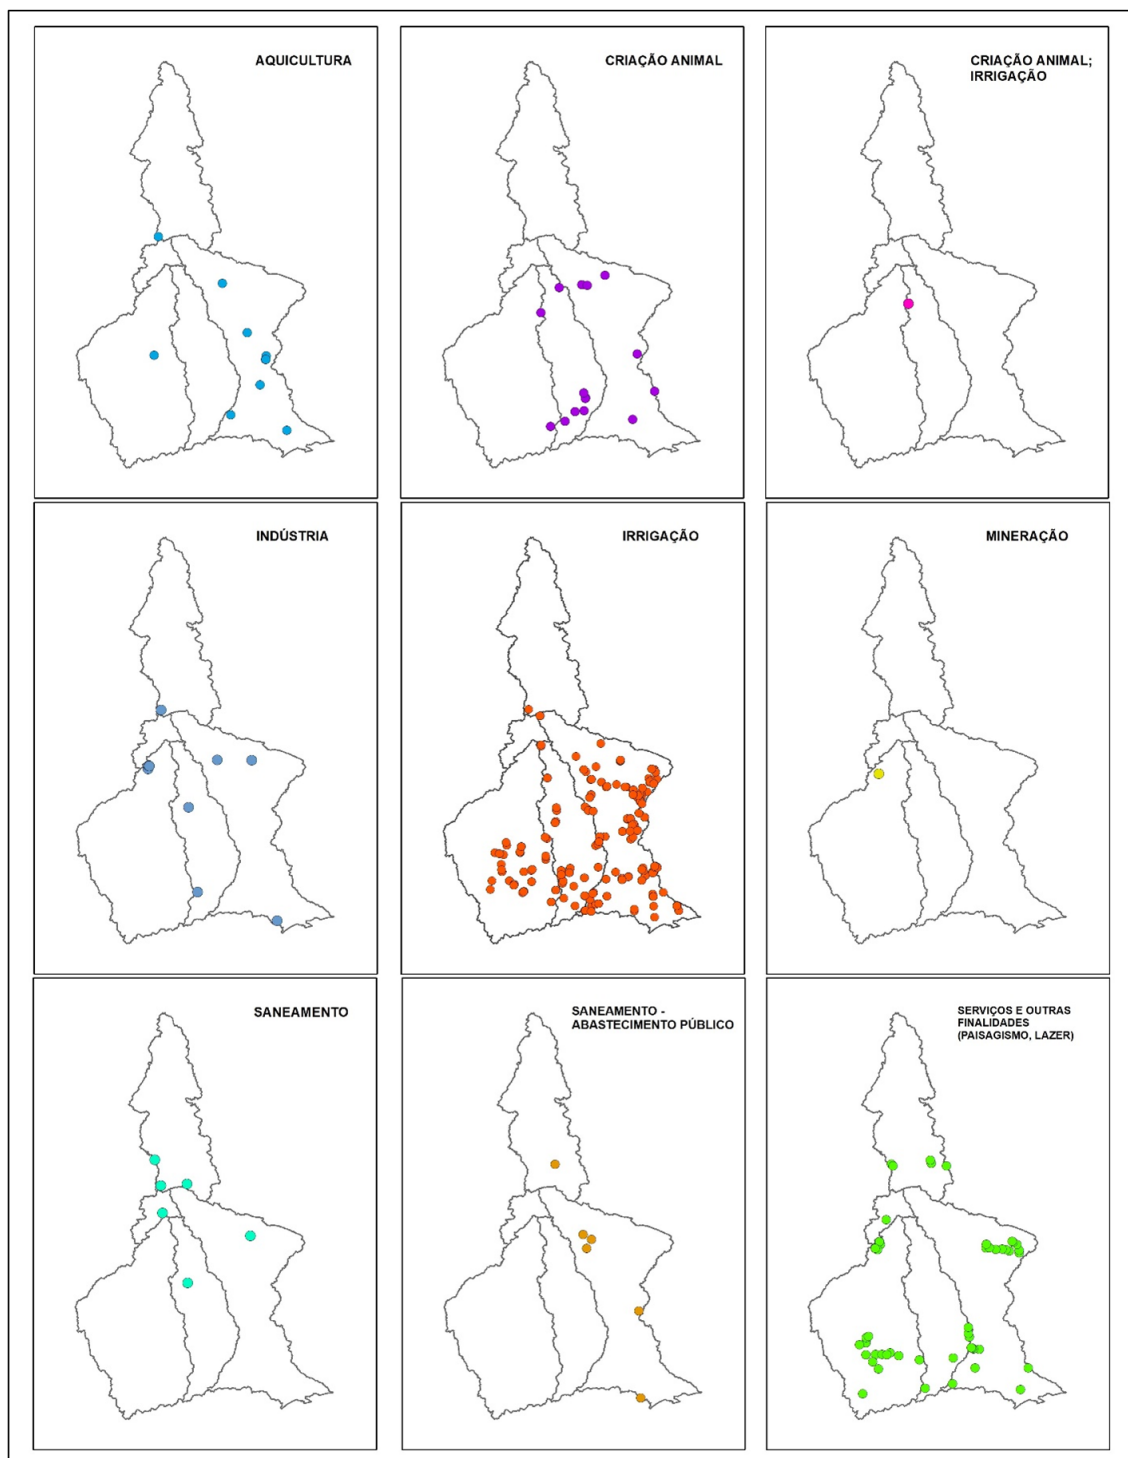 AQUICULTURA
CRIAÇÃO ANIMAL
CRIAÇÃO ANIMAL;
IRRIGAÇÃO
INDÚSTRIA
IRRIGAÇÃO
MINERAÇÃO
SANEAMENTO
SANEAMENTO -
ABASTECIMENTO PÚBLICO
SERVIÇOS E OUTRAS
FINALIDADES
(PAISAGISMO, LAZER)